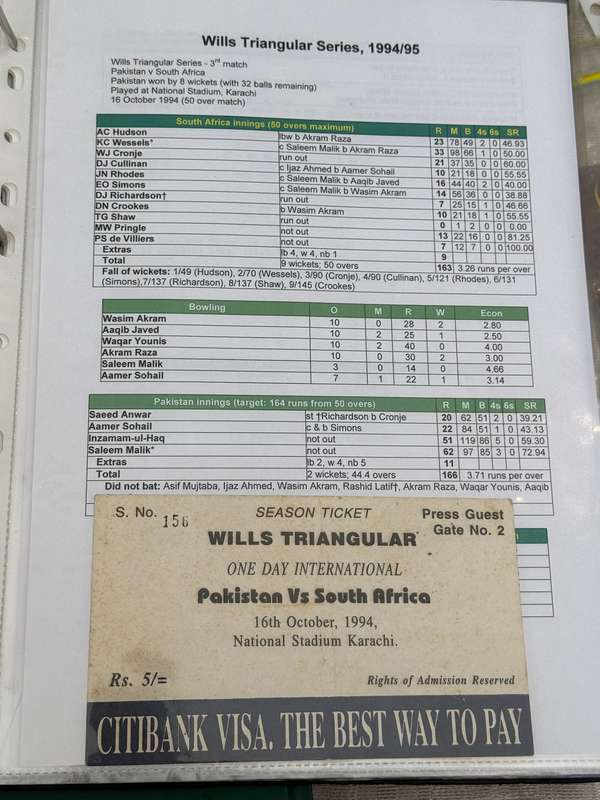 Wills Triangular Series, 1994/95
Wills Triangular Series - 3rd match
Pakistan v South Africa
Pakistan won by 8 wickets (with 32 balls remaining)
Played at National Stadium, Karachi
16 October 1994 (50 over match)
South Africa innings (50 overs maximum) R M B 4s 6s SR
AC Hudson lbw b Akram Raza 23 78 49 2 0 46.93
KC Wessels* c Saleem Malik b Akram Raza 33 98 66 1 0 50.00
WJ Cronje run out 21 37 35 0 0 60.00
DJ Cullinan c Ijaz Ahmed b Aamer Sohail 10 21 18 0 0 55.55
JN Rhodes c Saleem Malik b Aaqib Javed 16 44 40 2 0 40.00
EO Simons c Saleem Malik b Wasim Akram 14 56 36 0 0 38.88
DJ Richardson† run out 7 25 15 1 0 46.66
DN Crookes b Wasim Akram 10 21 18 1 0 55.55
TG Shaw run out 0 1 2 0 0 0.00
MW Pringle not out 13 22 16 0 0 81.25
PS de Villiers not out 7 12 7 0 0 100.00
Extras lb 4, w 4, nb 1 9
Total 9 wickets; 50 overs 163 3.26 runs per over
Fall of wickets: 1/49 (Hudson), 2/70 (Wessels), 3/90 (Cronje), 4/90 (Cullinan), 5/121 (Rhodes), 6/131
(Simons),7/137 (Richardson), 8/137 (Shaw), 9/145 (Crookes)
Bowling O M R W Econ
Wasim Akram 10 0 28 2 2.80
Aaqib Javed 10 2 25 1 2.50
Waqar Younis 10 2 40 0 4.00
Akram Raza 10 0 30 2 3.00
Saleem Malik 3 0 14 0 4.66
Aamer Sohail 7 1 22 1 3.14
Pakistan innings (target: 164 runs from 50 overs) R M B 4s 6s SR
Saeed Anwar st †Richardson b Cronje 20 62 51 2 0 39.21
Aamer Sohail c & b Simons 22 84 51 1 0 43.13
Inzamam-ul-Haq not out 51 119 86 5 0 59.30
Saleem Malik* not out 62 97 85 3 0 72.94
Extras lb 2, w 4, nb 5 11
Total 2 wickets; 44.4 overs 166 3.71 runs per over
Did not bat: Asif Mujtaba, Ijaz Ahmed, Wasim Akram, Rashid Latif†, Akram Raza, Waqar Younis, Aaqib
S. No. 156
SEASON TICKET
Press Guest
Gate No. 2
WILLS TRIANGULAR
ONE DAY INTERNATIONAL
Pakistan Vs South Africa
16th October, 1994,
National Stadium Karachi.
Rs. 5/=
Rights of Admission Reserved
CITIBANK VISA. THE BEST WAY TO PAY